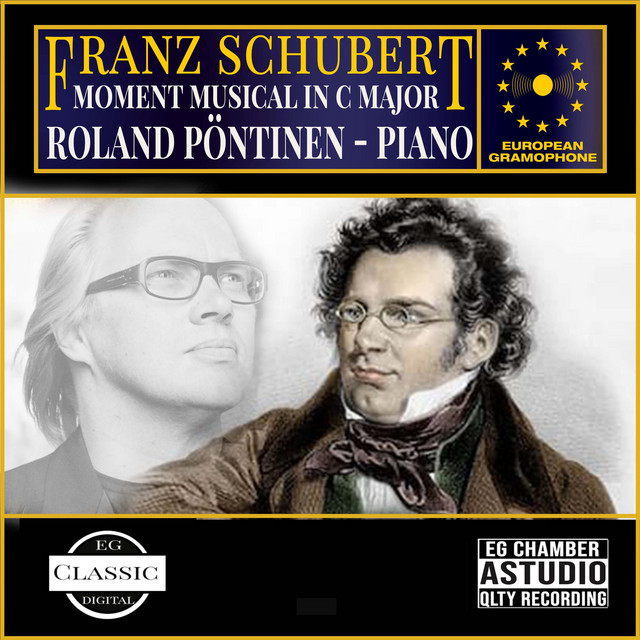 FRANZ SCHUBERT
MOMENT MUSICAL IN C MAJOR
ROLAND PÖNTINEN - PIANO
EUROPEAN
GRAMOPHONE
EG
CLASSIC
DIGITAL
EG CHAMBER
ASTUDIO
QLTY RECORDING